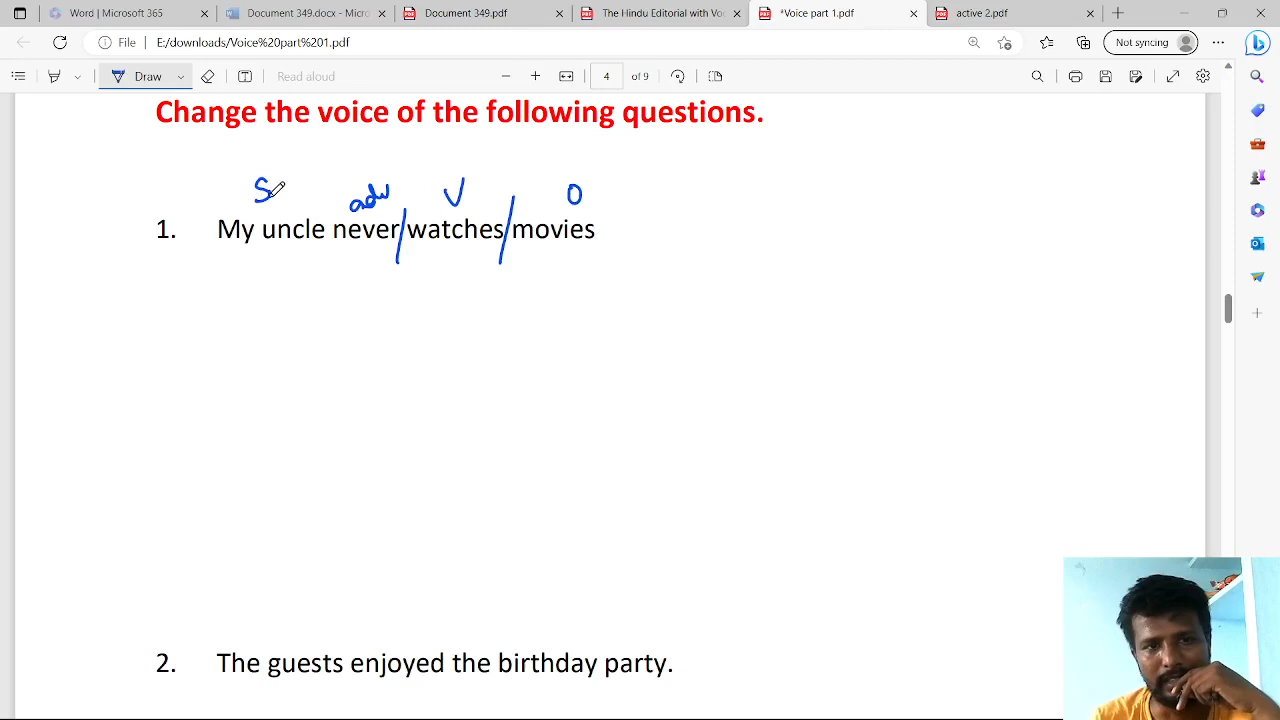 Word | Microsoft 365
Document 349.docx - Micro
Document 349.pdf
The Hindu Editorial with Voc
*Voice part 1.pdf
active 2.pdf
File E:/downloads/Voice%20part%201.pdf
Not syncing
Draw
Read aloud
4 of 9
Change the voice of the following questions.
S adv V O
1. My uncle never/watches/movies
2. The guests enjoyed the birthday party.